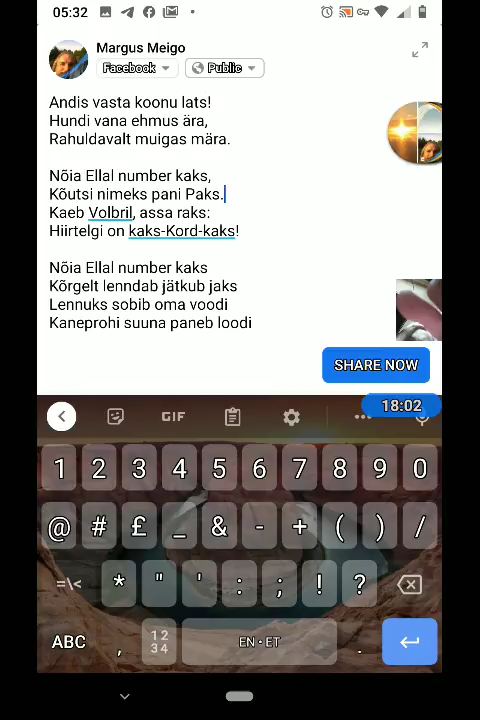 05:32
Margus Meigo
Facebook
Public
Andis vasta koonu lats!
Hundi vana ehmus ära,
Rahuldavalt muigas mära.
Nõia Ellal number kaks,
Kõutsi nimeks pani Paks.
Kaeb Volbril, assa raks:
Hiirtelgi on kaks-Kord-kaks!
Nõia Ellal number kaks
Kõrgelt lenndab jätkub jaks
Lennuks sobib oma voodi
Kaneprohi suuna paneb loodi
SHARE NOW
18:02
GIF
1 2 3 4 5 6 7 8 9 0
@ # £ _ & - + ( ) /
=\< * " ' : ; ! ?
ABC , 12 34 EN • ET .